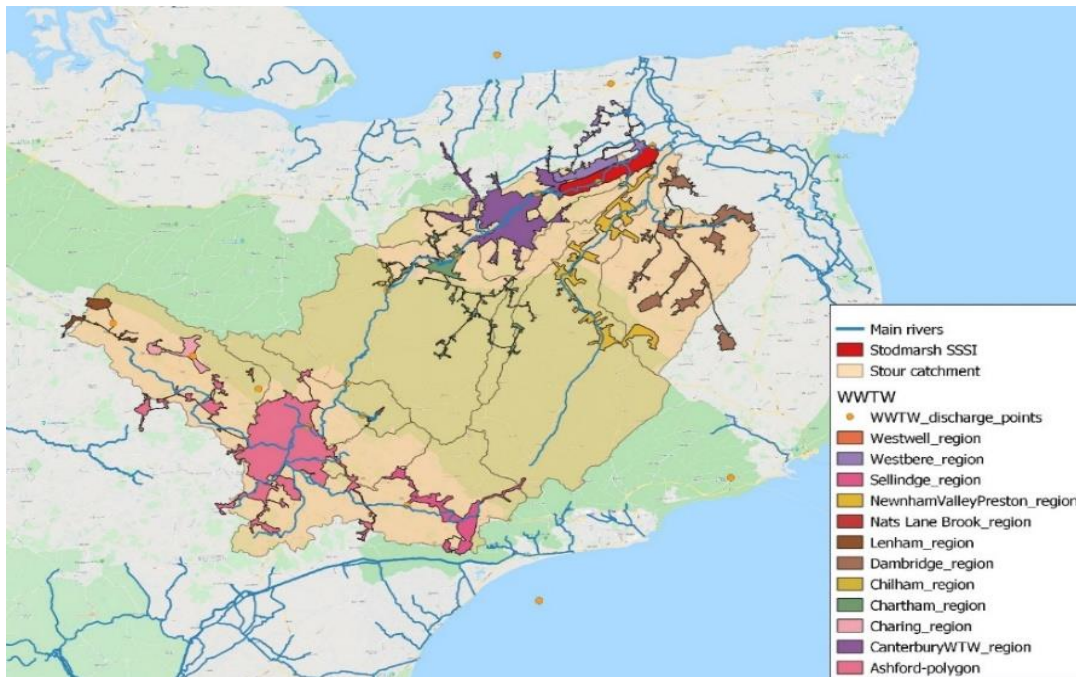 Main rivers
Stodmarsh SSSI
Stour catchment
WWTW
WWTW_discharge_points
Westwell_region
Westbere_region
Sellindge_region
NewnhamValleyPreston_region
Nats Lane Brook_region
Lenham_region
Dambridge_region
Chilham_region
Chartham_region
Charing_region
CanterburyWTW_region
Ashford-polygon